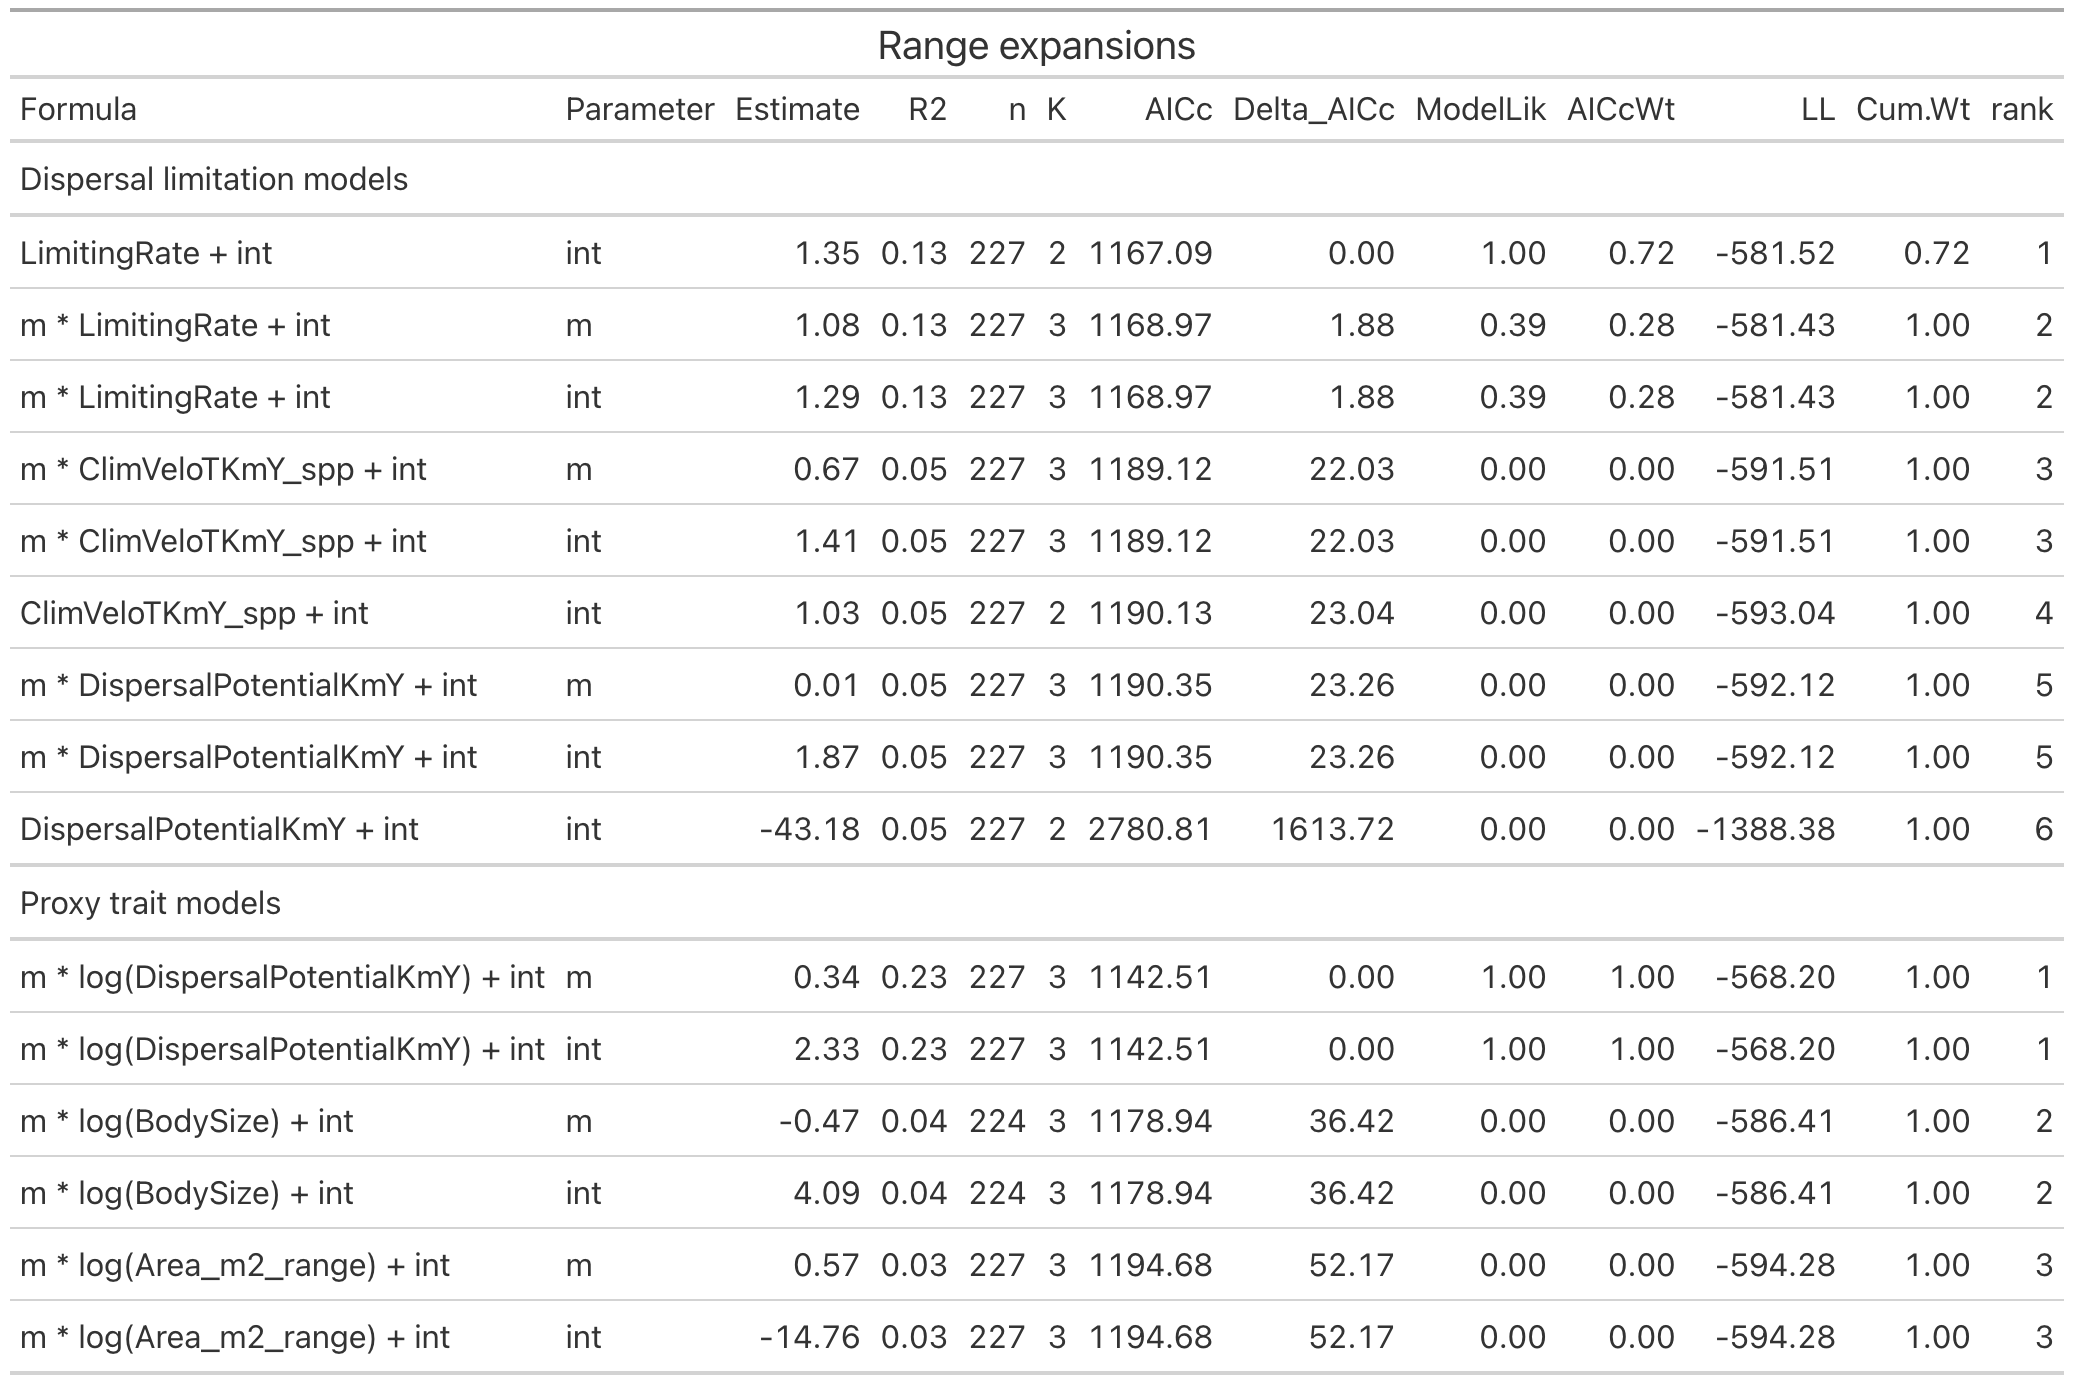 Range expansions
Formula Parameter Estimate R2 n K AICc Delta_AICc ModelLik AICcWt LL Cum.Wt rank
Dispersal limitation models
LimitingRate + int int 1.35 0.13 227 2 1167.09 0.00 1.00 0.72 -581.52 0.72 1
m * LimitingRate + int m 1.08 0.13 227 3 1168.97 1.88 0.39 0.28 -581.43 1.00 2
m * LimitingRate + int int 1.29 0.13 227 3 1168.97 1.88 0.39 0.28 -581.43 1.00 2
m * ClimVeloTKmY_spp + int m 0.67 0.05 227 3 1189.12 22.03 0.00 0.00 -591.51 1.00 3
m * ClimVeloTKmY_spp + int int 1.41 0.05 227 3 1189.12 22.03 0.00 0.00 -591.51 1.00 3
ClimVeloTKmY_spp + int int 1.03 0.05 227 2 1190.13 23.04 0.00 0.00 -593.04 1.00 4
m * DispersalPotentialKmY + int m 0.01 0.05 227 3 1190.35 23.26 0.00 0.00 -592.12 1.00 5
m * DispersalPotentialKmY + int int 1.87 0.05 227 3 1190.35 23.26 0.00 0.00 -592.12 1.00 5
DispersalPotentialKmY + int int -43.18 0.05 227 2 2780.81 1613.72 0.00 0.00 -1388.38 1.00 6
Proxy trait models
m * log(DispersalPotentialKmY) + int m 0.34 0.23 227 3 1142.51 0.00 1.00 1.00 -568.20 1.00 1
m * log(DispersalPotentialKmY) + int int 2.33 0.23 227 3 1142.51 0.00 1.00 1.00 -568.20 1.00 1
m * log(BodySize) + int m -0.47 0.04 224 3 1178.94 36.42 0.00 0.00 -586.41 1.00 2
m * log(BodySize) + int int 4.09 0.04 224 3 1178.94 36.42 0.00 0.00 -586.41 1.00 2
m * log(Area_m2_range) + int m 0.57 0.03 227 3 1194.68 52.17 0.00 0.00 -594.28 1.00 3
m * log(Area_m2_range) + int int -14.76 0.03 227 3 1194.68 52.17 0.00 0.00 -594.28 1.00 3